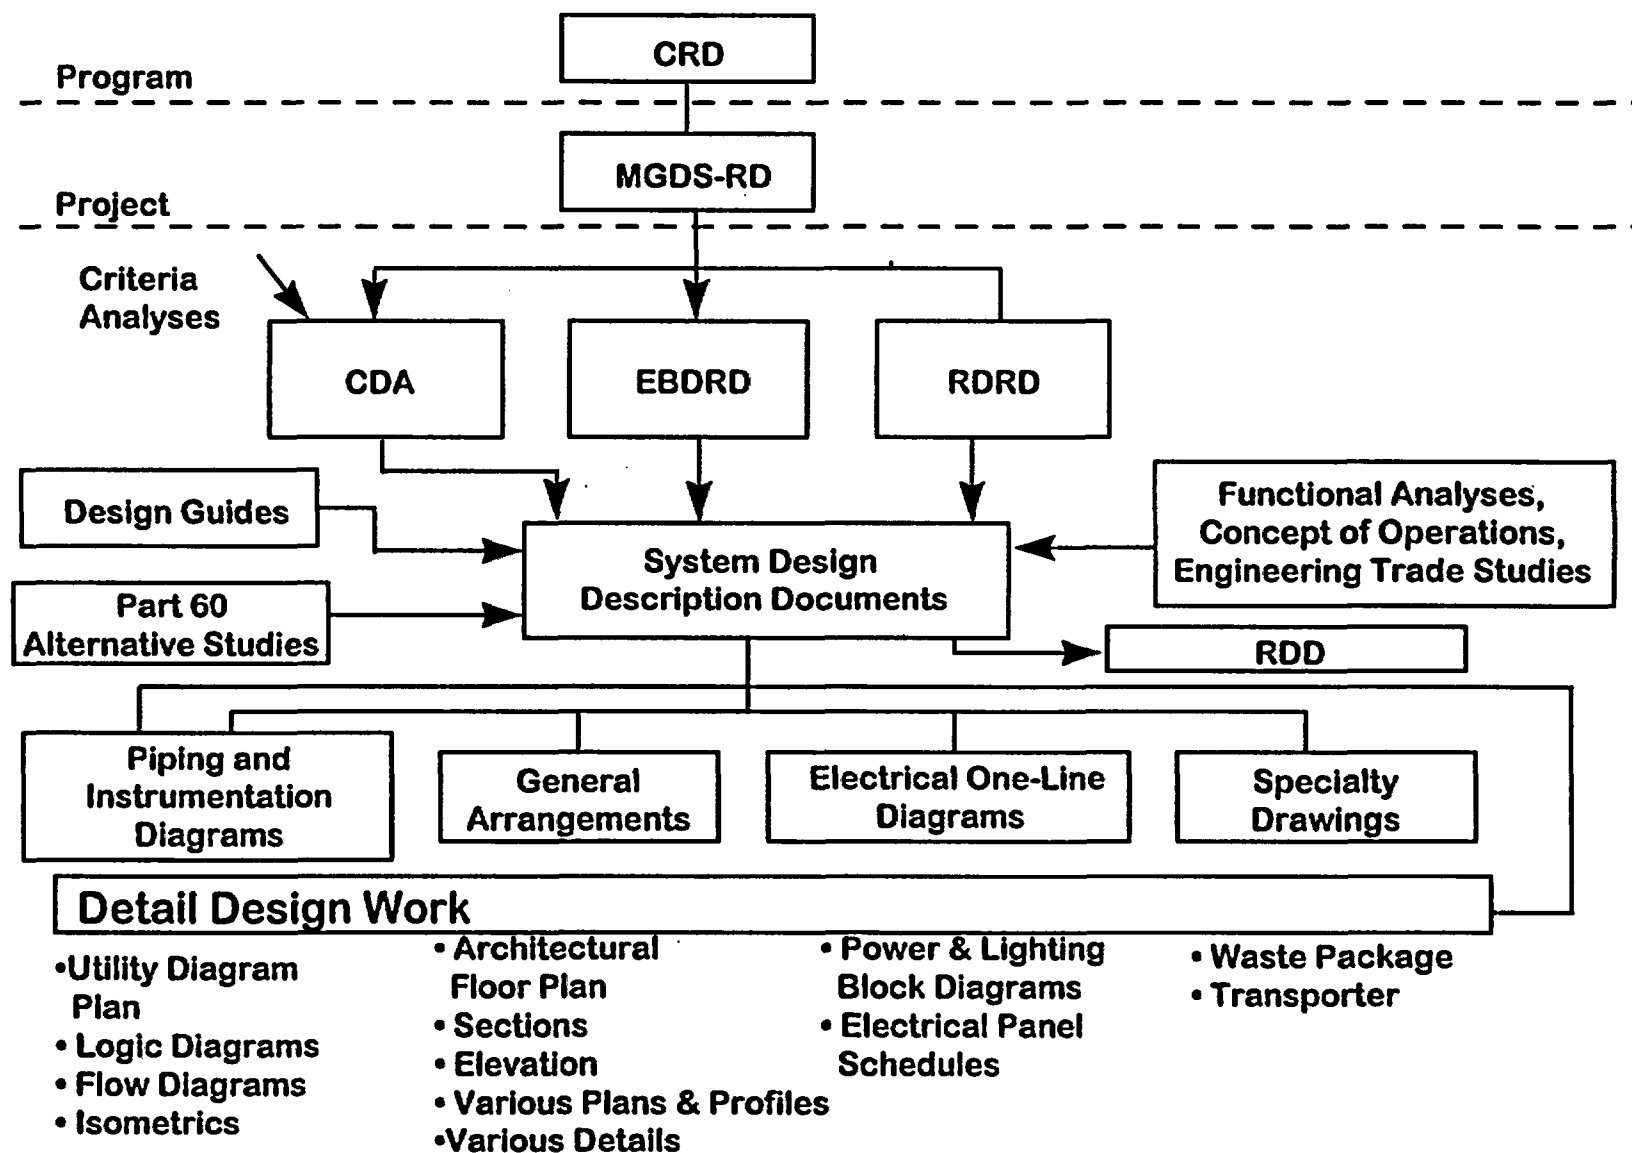 CRD
Program
MGDS-RD
Project
Criteria
Analyses
CDA
EBDRD
RDRD
Design Guides
Functional Analyses,
Concept of Operations,
Engineering Trade Studies
System Design
Description Documents
Part 60
Alternative Studies
RDD
Piping and
Instrumentation
Diagrams
General
Arrangements
Electrical One-Line
Diagrams
Specialty
Drawings
Detail Design Work
•Utility Diagram
Plan
• Logic Diagrams
• Flow Diagrams
• Isometrics
• Architectural
Floor Plan
• Sections
• Elevation
• Various Plans & Profiles
•Various Details
• Power & Lighting
Block Diagrams
• Electrical Panel
Schedules
• Waste Package
• Transporter